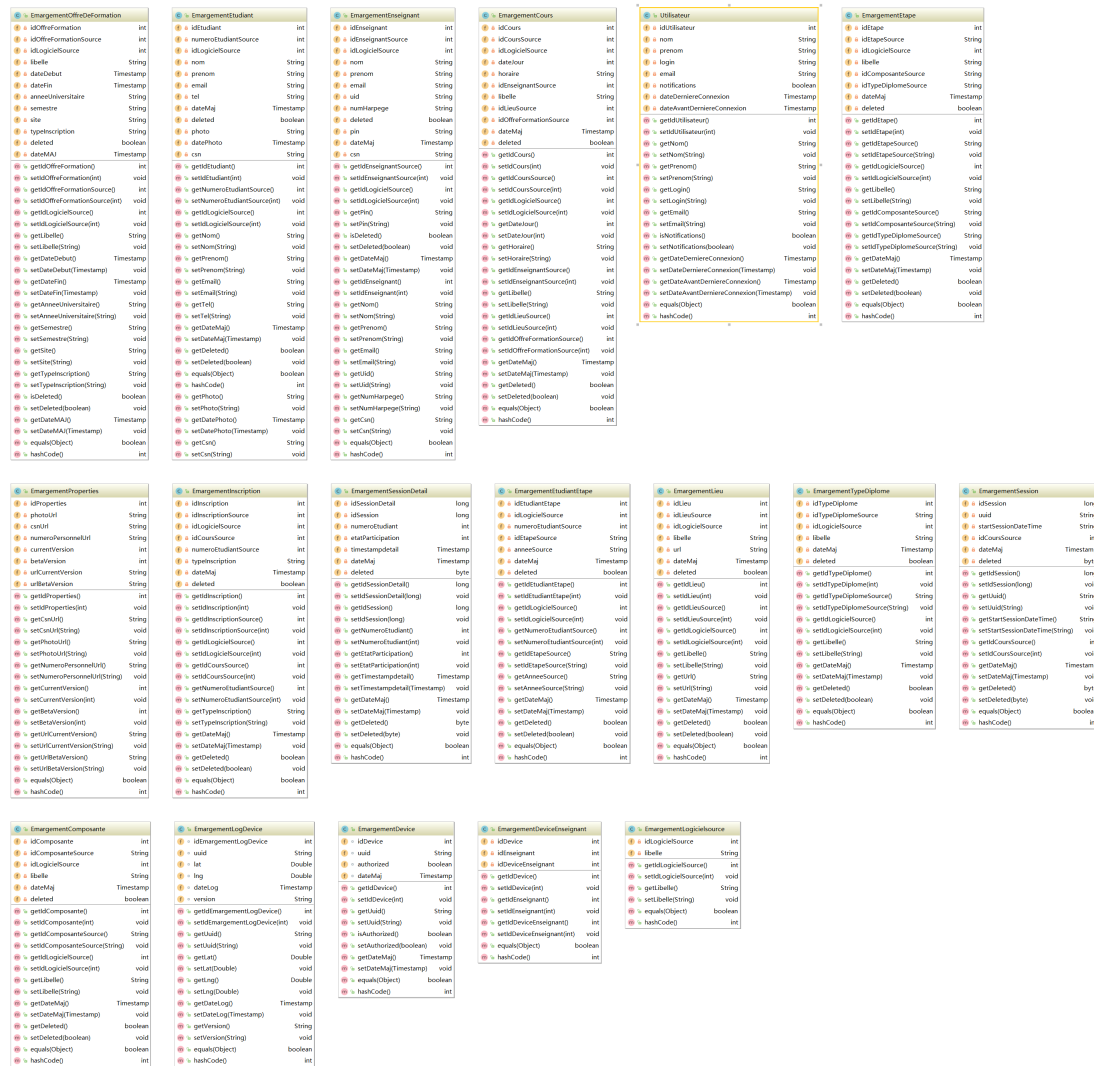 EmargementOffreDeFormation
idOffreFormation int
idOffreFormationSource int
idLogicielSource int
libelle String
dateDebut Timestamp
dateFin Timestamp
anneeUniversitaire String
semestre String
site String
typeInscription String
deleted boolean
dateMAJ Timestamp
getIdOffreFormation() int
setIdOffreFormation(int) void
getIdOffreFormationSource() int
setIdOffreFormationSource(int) void
getIdLogicielSource() int
setIdLogicielSource(int) void
getLibelle() String
setLibelle(String) void
getDateDebut() Timestamp
setDateDebut(Timestamp) void
getDateFin() Timestamp
setDateFin(Timestamp) void
getAnneeUniversitaire() String
setAnneeUniversitaire(String) void
getSemestre() String
setSemestre(String) void
getSite() String
setSite(String) void
getTypeInscription() String
setTypeInscription(String) void
isDeleted() boolean
setDeleted(boolean) void
getDateMAJ() Timestamp
setDateMAJ(Timestamp) void
equals(Object) boolean
hashCode() int
EmargementEtudiant
idEtudiant int
numeroEtudiantSource int
idLogicielSource int
nom String
prenom String
email String
tel String
dateMaj Timestamp
deleted boolean
photo String
datePhoto Timestamp
csn String
getIdEtudiant() int
setIdEtudiant(int) void
getNumeroEtudiantSource() int
setNumeroEtudiantSource(int) void
getIdLogicielSource() int
setIdLogicielSource(int) void
getNom() String
setNom(String) void
getPrenom() String
setPrenom(String) void
getEmail() String
setEmail(String) void
getTel() String
setTel(String) void
getDateMaj() Timestamp
setDateMaj(Timestamp) void
getDeleted() boolean
setDeleted(boolean) void
equals(Object) boolean
hashCode() int
getPhoto() String
setPhoto(String) void
getDatePhoto() Timestamp
setDatePhoto(Timestamp) void
getCsn() String
setCsn(String) void
EmargementEnseignant
idEnseignant int
idEnseignantSource int
idLogicielSource int
nom String
prenom String
email String
uid String
numHarpege String
deleted boolean
pin String
dateMaj Timestamp
csn String
getIdEnseignantSource() int
setIdEnseignantSource(int) void
getIdLogicielSource() int
setIdLogicielSource(int) void
getPin() String
setPin(String) void
isDeleted() boolean
setDeleted(boolean) void
getDateMaj() Timestamp
setDateMaj(Timestamp) void
getIdEnseignant() int
setIdEnseignant(int) void
getNom() String
setNom(String) void
getPrenom() String
setPrenom(String) void
getEmail() String
setEmail(String) void
getUid() String
setUid(String) void
getNumHarpege() String
setNumHarpege(String) void
getCsn() String
setCsn(String) void
equals(Object) boolean
hashCode() int
EmargementCours
idCours int
idCoursSource int
idLogicielSource int
dateJour int
horaire String
idEnseignantSource int
libelle String
idLieuSource int
idOffreFormationSource int
dateMaj Timestamp
deleted boolean
getIdCours() int
setIdCours(int) void
getIdCoursSource() int
setIdCoursSource(int) void
getIdLogicielSource() int
setIdLogicielSource(int) void
getDateJour() int
setDateJour(int) void
getHoraire() String
setHoraire(String) void
getIdEnseignantSource() int
setIdEnseignantSource(int) void
getLibelle() String
setLibelle(String) void
getIdLieuSource() int
setIdLieuSource(int) void
getIdOffreFormationSource() int
setIdOffreFormationSource(int) void
getDateMaj() Timestamp
setDateMaj(Timestamp) void
getDeleted() boolean
setDeleted(boolean) void
equals(Object) boolean
hashCode() int
Utilisateur
idUtilisateur int
nom String
prenom String
login String
email String
notifications boolean
dateDerniereConnexion Timestamp
dateAvantDerniereConnexion Timestamp
getIdUtilisateur() int
setIdUtilisateur(int) void
getNom() String
setNom(String) void
getPrenom() String
setPrenom(String) void
getLogin() String
setLogin(String) void
getEmail() String
setEmail(String) void
isNotifications() boolean
setNotifications(boolean) void
getDateDerniereConnexion() Timestamp
setDateDerniereConnexion(Timestamp) void
getDateAvantDerniereConnexion() Timestamp
setDateAvantDerniereConnexion(Timestamp) void
equals(Object) boolean
hashCode() int
EmargementEtape
idEtape int
idEtapeSource String
idLogicielSource int
libelle String
idComposanteSource String
idTypeDiplomeSource String
dateMaj Timestamp
deleted boolean
getIdEtape() int
setIdEtape(int) void
getIdEtapeSource() String
setIdEtapeSource(String) void
getIdLogicielSource() int
setIdLogicielSource(int) void
getLibelle() String
setLibelle(String) void
getIdComposanteSource() String
setIdComposanteSource(String) void
getIdTypeDiplomeSource() String
setIdTypeDiplomeSource(String) void
getDateMaj() Timestamp
setDateMaj(Timestamp) void
getDeleted() boolean
setDeleted(boolean) void
equals(Object) boolean
hashCode() int
EmargementProperties
idProperties int
photoUrl String
csnUrl String
numeroPersonnelUrl String
currentVersion int
betaVersion int
urlCurrentVersion String
urlBetaVersion String
getIdProperties() int
setIdProperties(int) void
getCsnUrl() String
setCsnUrl(String) void
getPhotoUrl() String
setPhotoUrl(String) void
getNumeroPersonnelUrl() String
setNumeroPersonnelUrl(String) void
getCurrentVersion() int
setCurrentVersion(int) void
getBetaVersion() int
setBetaVersion(int) void
getUrlCurrentVersion() String
setUrlCurrentVersion(String) void
getUrlBetaVersion() String
setUrlBetaVersion(String) void
equals(Object) boolean
hashCode() int
EmargementInscription
idInscription int
idInscriptionSource int
idLogicielSource int
idCoursSource int
numeroEtudiantSource int
typeInscription String
dateMaj Timestamp
deleted boolean
getIdInscription() int
setIdInscription(int) void
getIdInscriptionSource() int
setIdInscriptionSource(int) void
getIdLogicielSource() int
setIdLogicielSource(int) void
getIdCoursSource() int
setIdCoursSource(int) void
getNumeroEtudiantSource() int
setNumeroEtudiantSource(int) void
getTypeInscription() String
setTypeInscription(String) void
getDateMaj() Timestamp
setDateMaj(Timestamp) void
getDeleted() boolean
setDeleted(boolean) void
equals(Object) boolean
hashCode() int
EmargementSessionDetail
idSessionDetail long
idSession long
numeroEtudiant int
etatParticipation int
timestampdetail Timestamp
dateMaj Timestamp
deleted byte
getIdSessionDetail() long
setIdSessionDetail(long) void
getIdSession() long
setIdSession(long) void
getNumeroEtudiant() int
setNumeroEtudiant(int) void
getEtatParticipation() int
setEtatParticipation(int) void
getTimestampdetail() Timestamp
setTimestampdetail(Timestamp) void
getDateMaj() Timestamp
setDateMaj(Timestamp) void
getDeleted() byte
setDeleted(byte) void
equals(Object) boolean
hashCode() int
EmargementEtudiantEtape
idEtudiantEtape int
idLogicielSource int
numeroEtudiantSource int
idEtapeSource String
anneeSource String
dateMaj Timestamp
deleted boolean
getIdEtudiantEtape() int
setIdEtudiantEtape(int) void
getIdLogicielSource() int
setIdLogicielSource(int) void
getNumeroEtudiantSource() int
setNumeroEtudiantSource(int) void
getIdEtapeSource() String
setIdEtapeSource(String) void
getAnneeSource() String
setAnneeSource(String) void
getDateMaj() Timestamp
setDateMaj(Timestamp) void
getDeleted() boolean
setDeleted(boolean) void
equals(Object) boolean
hashCode() int
EmargementLieu
idLieu int
idLieuSource int
idLogicielSource int
libelle String
url String
dateMaj Timestamp
deleted boolean
getIdLieu() int
setIdLieu(int) void
getIdLieuSource() int
setIdLieuSource(int) void
getIdLogicielSource() int
setIdLogicielSource(int) void
getLibelle() String
setLibelle(String) void
getUrl() String
setUrl(String) void
getDateMaj() Timestamp
setDateMaj(Timestamp) void
getDeleted() boolean
setDeleted(boolean) void
equals(Object) boolean
hashCode() int
EmargementTypeDiplome
idTypeDiplome int
idTypeDiplomeSource String
idLogicielSource int
libelle String
dateMaj Timestamp
deleted boolean
getIdTypeDiplome() int
setIdTypeDiplome(int) void
getIdTypeDiplomeSource() String
setIdTypeDiplomeSource(String) void
getIdLogicielSource() int
setIdLogicielSource(int) void
getLibelle() String
setLibelle(String) void
getDateMaj() Timestamp
setDateMaj(Timestamp) void
getDeleted() boolean
setDeleted(boolean) void
equals(Object) boolean
hashCode() int
EmargementSession
idSession
uuid String
startSessionDateTime String
idCoursSource
dateMaj
deleted
getIdSession()
setIdSession(long)
getUuid() String
setUuid(String)
getStartSessionDateTime() String
setStartSessionDateTime(String)
getIdCoursSource()
setIdCoursSource(int)
getDateMaj()
setDateMaj(Timestamp)
getDeleted()
setDeleted(byte)
equals(Object)
hashCode()
EmargementComposante
idComposante int
idComposanteSource String
idLogicielSource int
libelle String
dateMaj Timestamp
deleted boolean
getIdComposante() int
setIdComposante(int) void
getIdComposanteSource() String
setIdComposanteSource(String) void
getIdLogicielSource() int
setIdLogicielSource(int) void
getLibelle() String
setLibelle(String) void
getDateMaj() Timestamp
setDateMaj(Timestamp) void
getDeleted() boolean
setDeleted(boolean) void
equals(Object) boolean
hashCode() int
EmargementLogDevice
idEmargementLogDevice int
uuid String
lat Double
lng Double
dateLog Timestamp
version String
getIdEmargementLogDevice() int
setIdEmargementLogDevice(int) void
getUuid() String
setUuid(String) void
getLat() Double
setLat(Double) void
getLng() Double
setLng(Double) void
getDateLog() Timestamp
setDateLog(Timestamp) void
getVersion() String
setVersion(String) void
equals(Object) boolean
hashCode() int
EmargementDevice
idDevice int
uuid String
authorized boolean
dateMaj Timestamp
getIdDevice() int
setIdDevice(int) void
getUuid() String
setUuid(String) void
isAuthorized() boolean
setAuthorized(boolean) void
getDateMaj() Timestamp
setDateMaj(Timestamp) void
equals(Object) boolean
hashCode() int
EmargementDeviceEnseignant
idDevice int
idEnseignant int
idDeviceEnseignant int
getIdDevice() int
setIdDevice(int) void
getIdEnseignant() int
setIdEnseignant(int) void
getIdDeviceEnseignant() int
setIdDeviceEnseignant(int) void
equals(Object) boolean
hashCode() int
EmargementLogicielsource
idLogicielSource int
libelle String
getIdLogicielSource() int
setIdLogicielSource(int) void
getLibelle() String
setLibelle(String) void
equals(Object) boolean
hashCode() int